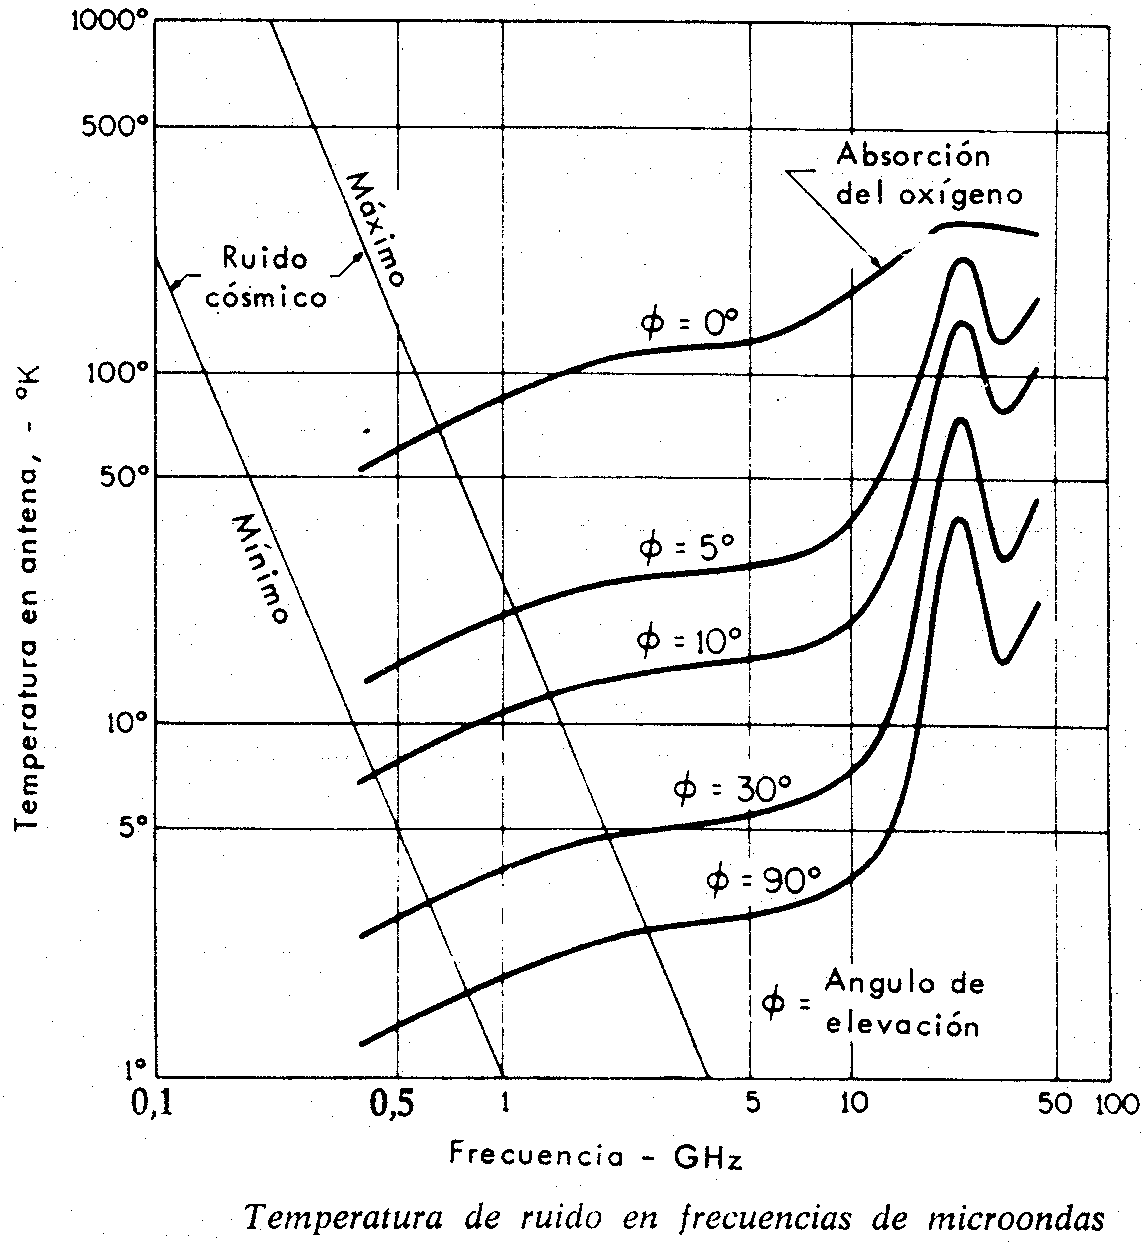 1000°
500°
Absorción
del oxígeno
Máximo
Ruido
cósmico
ϕ = 0°
100°
50°
Mínimo
ϕ = 5°
ϕ = 10°
10°
ϕ = 30°
5°
ϕ = 90°
ϕ = Angulo de
elevación
1°
Temperatura en antena, - °K
0,1 0,5 1 5 10 50 100
Frecuencia - GHz
Temperatura de ruido en frecuencias de microondas